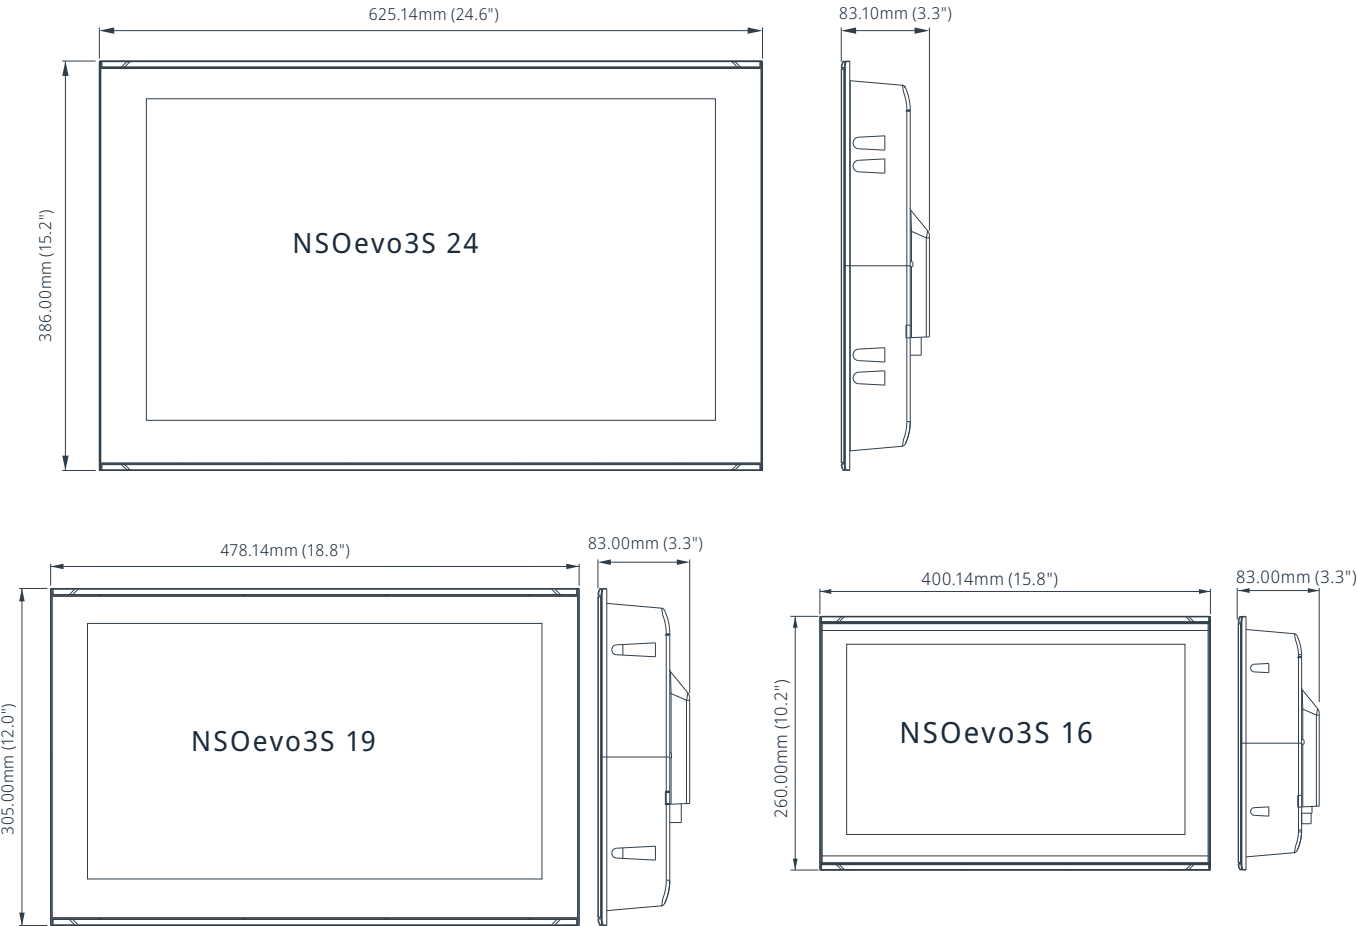 625.14mm (24.6")
83.10mm (3.3")
386.00mm (15.2")
NSOevo3S 24
478.14mm (18.8")
83.00mm (3.3")
305.00mm (12.0")
NSOevo3S 19
400.14mm (15.8")
83.00mm (3.3")
260.00mm (10.2")
NSOevo3S 16